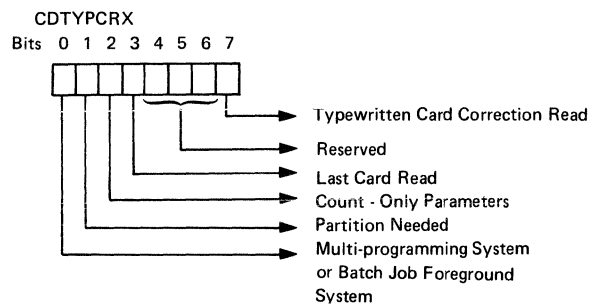 CDTYPCRX
Bits 0 1 2 3 4 5 6 7
Typewritten Card Correction Read
Reserved
Last Card Read
Count - Only Parameters
Partition Needed
Multi-programming System
or Batch Job Foreground
System